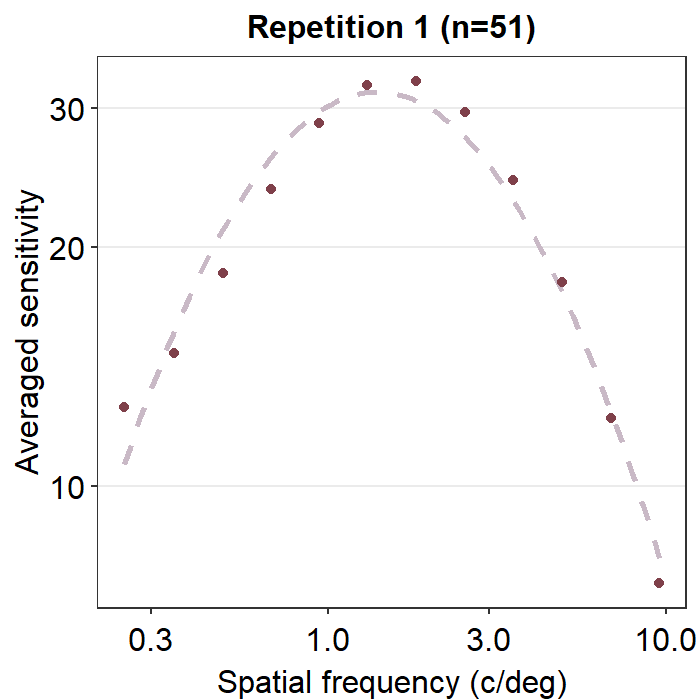 Repetition 1 (n=51)
30
20
10
Averaged sensitivity
0.3 1.0 3.0 10.0
Spatial frequency (c/deg)